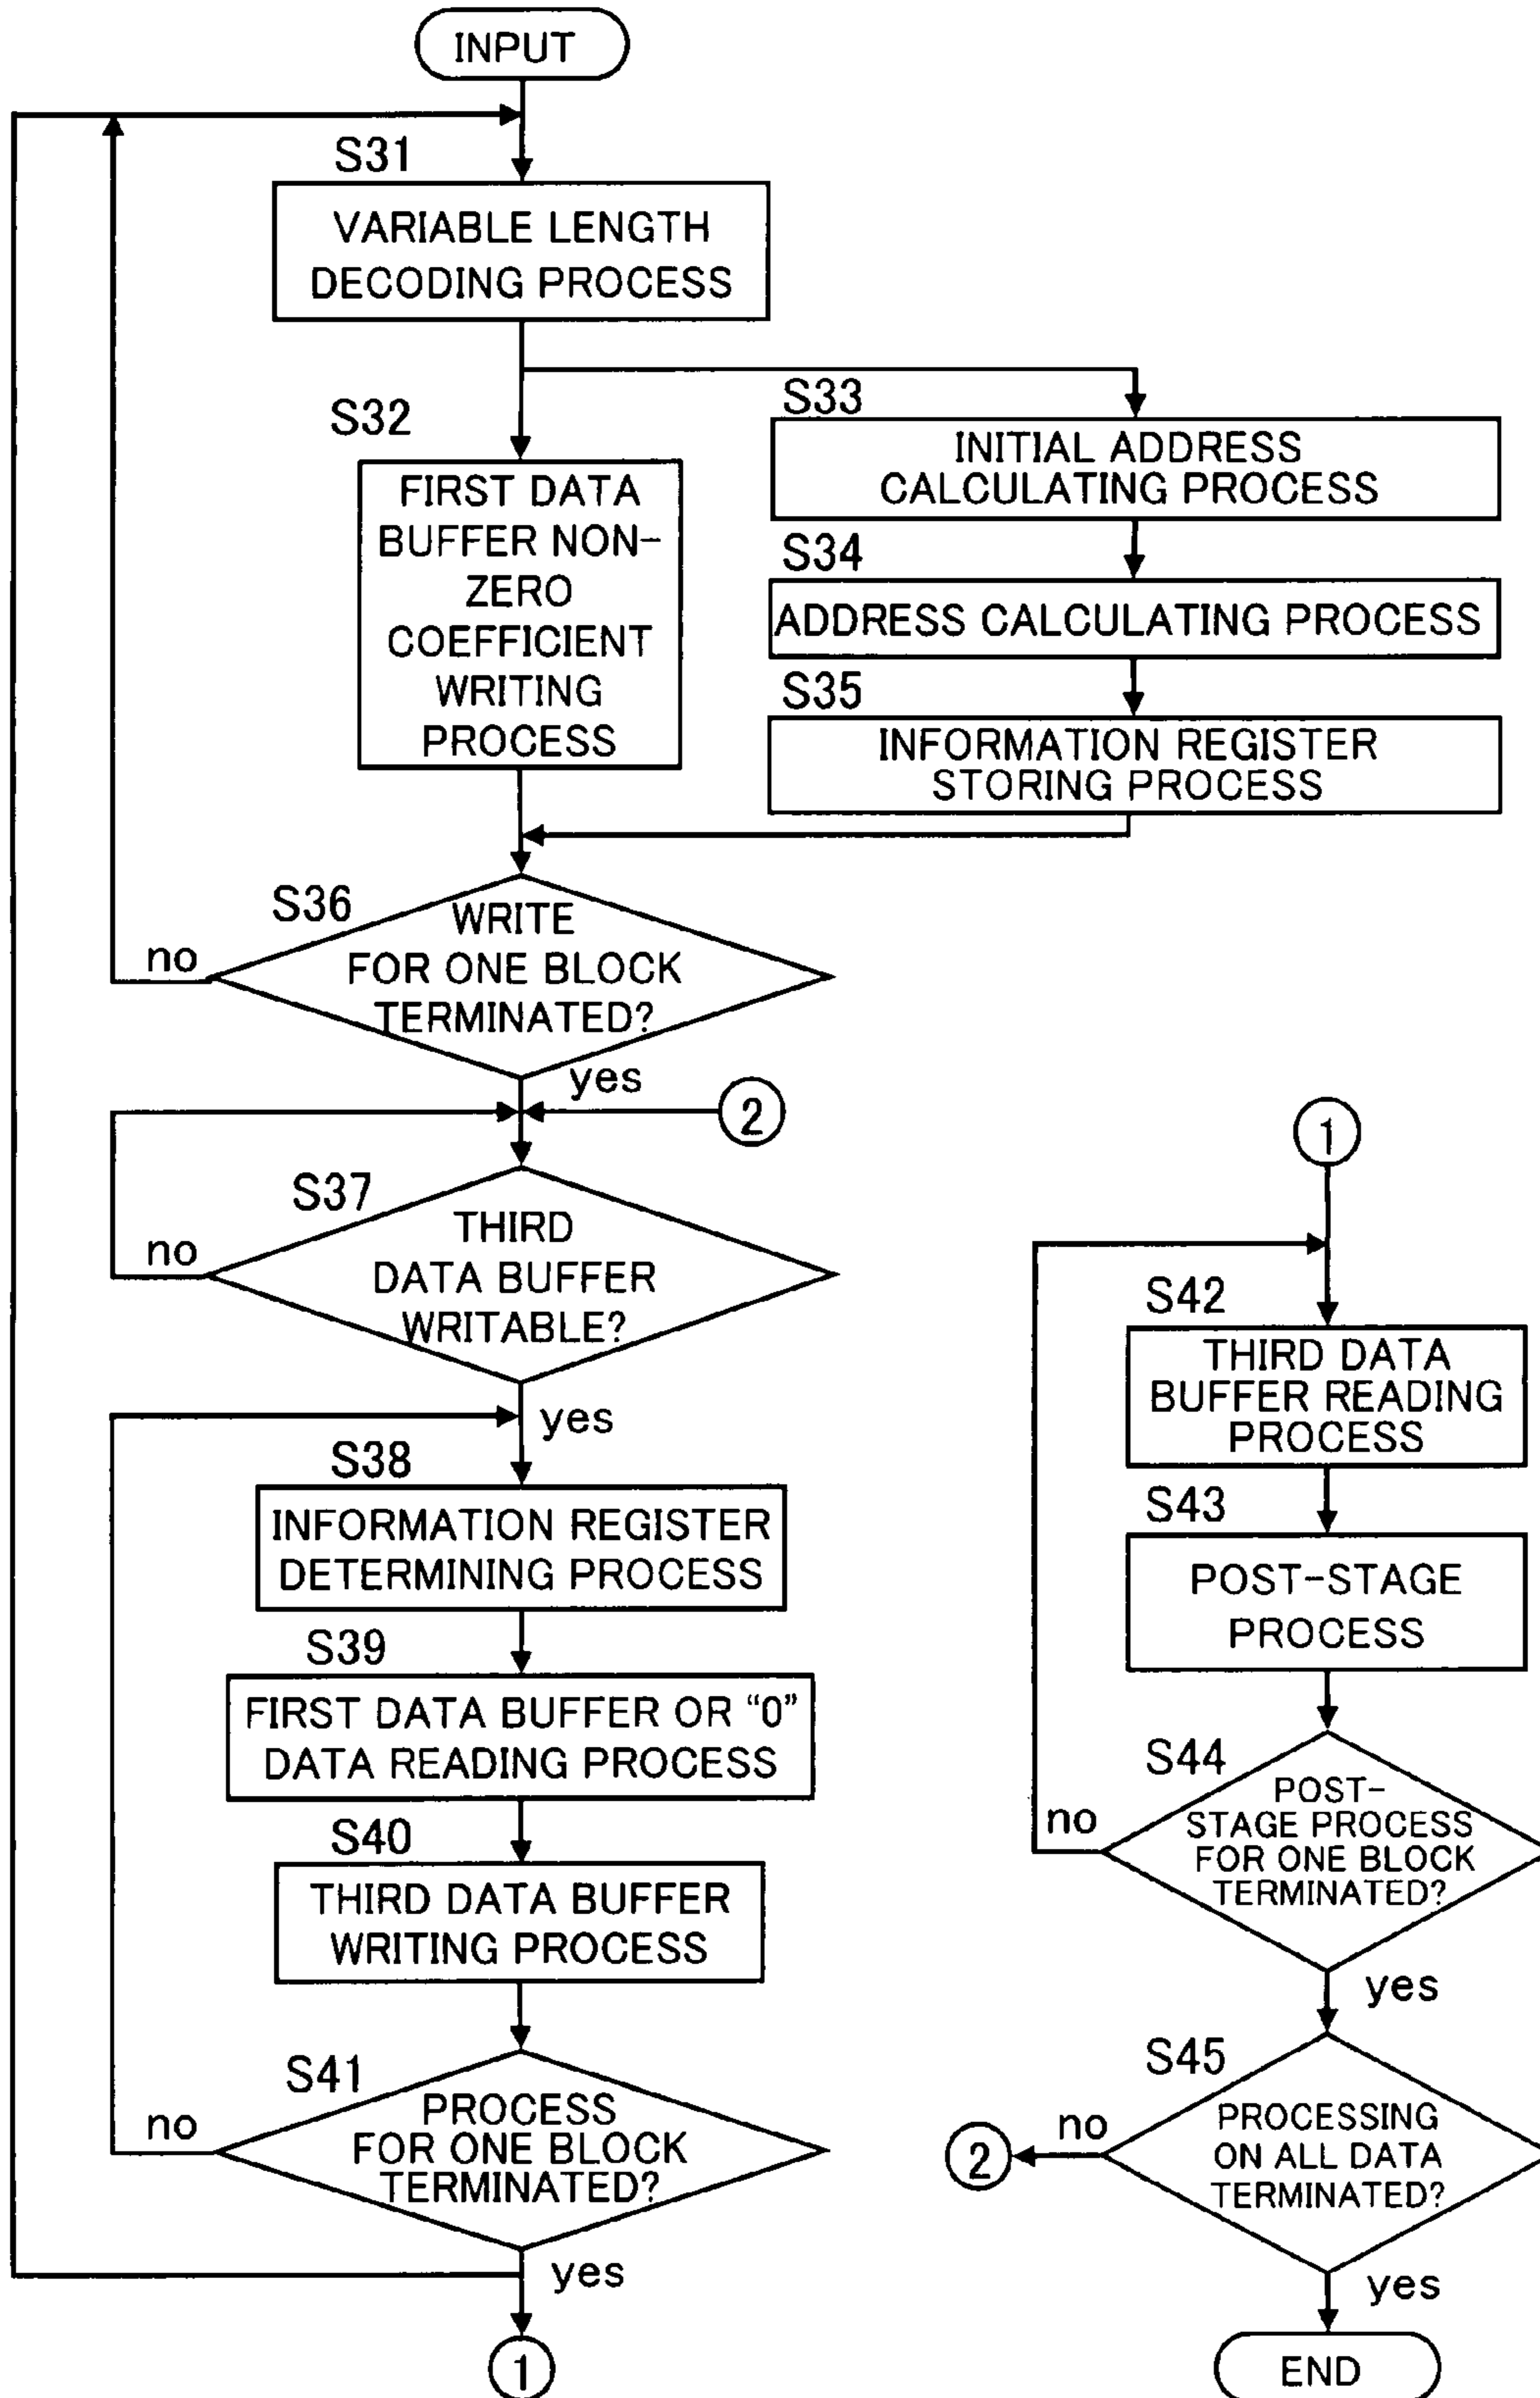 INPUT
S31
VARIABLE LENGTH
DECODING PROCESS
S32
FIRST DATA
BUFFER NON-
ZERO
COEFFICIENT
WRITING
PROCESS
S33
INITIAL ADDRESS
CALCULATING PROCESS
S34
ADDRESS CALCULATING PROCESS
S35
INFORMATION REGISTER
STORING PROCESS
S36
WRITE
FOR ONE BLOCK
TERMINATED?
no
yes
2
S37
THIRD
DATA BUFFER
WRITABLE?
no
yes
S38
INFORMATION REGISTER
DETERMINING PROCESS
S39
FIRST DATA BUFFER OR “0”
DATA READING PROCESS
S40
THIRD DATA BUFFER
WRITING PROCESS
S41
PROCESS
FOR ONE BLOCK
TERMINATED?
no
yes
1
1
S42
THIRD DATA
BUFFER READING
PROCESS
S43
POST-STAGE
PROCESS
S44
POST-
STAGE PROCESS
FOR ONE BLOCK
TERMINATED?
no
yes
S45
PROCESSING
ON ALL DATA
TERMINATED?
no
2
yes
END